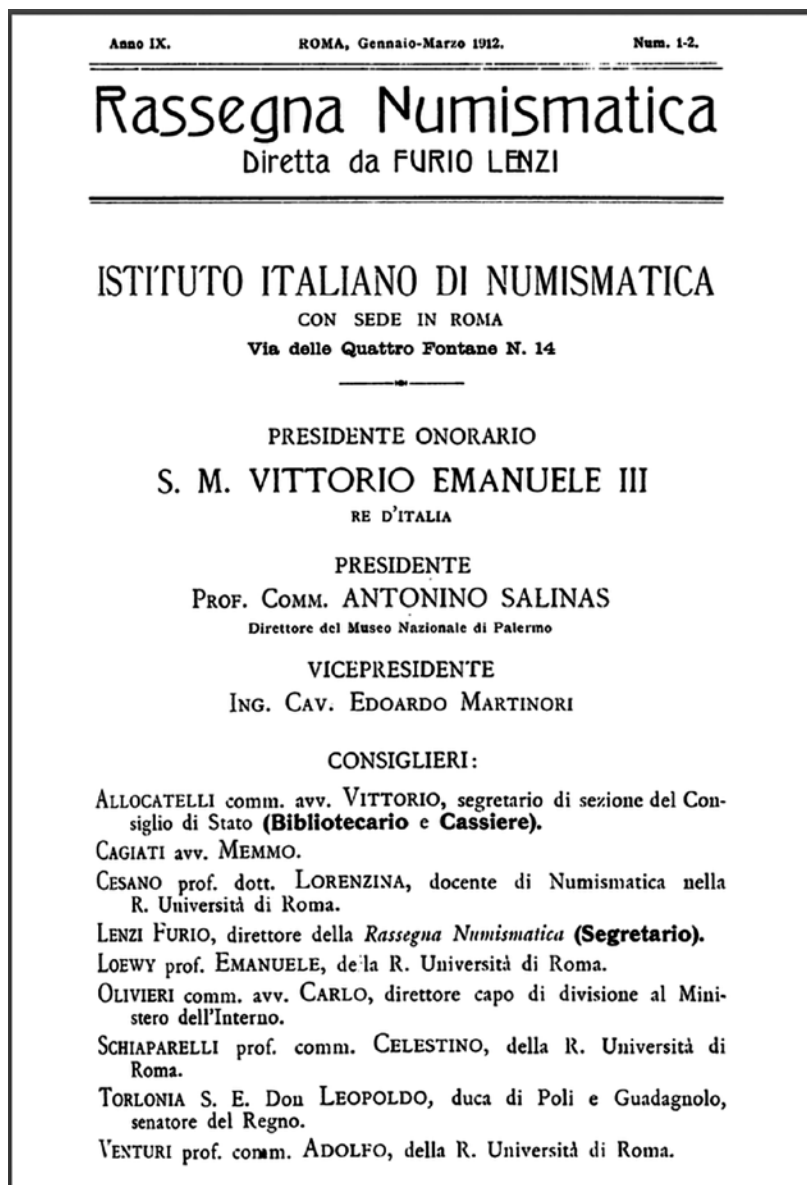 Anno IX. ROMA, Gennaio-Marzo 1912. Num. 1-2.
Rassegna Numismatica
Diretta da FURIO LENZI
ISTITUTO ITALIANO DI NUMISMATICA
CON SEDE IN ROMA
Via delle Quattro Fontane N. 14
PRESIDENTE ONORARIO
S. M. VITTORIO EMANUELE III
RE D'ITALIA
PRESIDENTE
PROF. COMM. ANTONINO SALINAS
Direttore del Museo Nazionale di Palermo
VICEPRESIDENTE
ING. CAV. EDOARDO MARTINORI
CONSIGLIERI:
ALLOCATELLI comm. avv. VITTORIO, segretario di sezione del Con-
siglio di Stato (Bibliotecario e Cassiere).
CAGIATI avv. MEMMO.
CESANO prof. dott. LORENZINA, docente di Numismatica nella
R. Università di Roma.
LENZI FURIO, direttore della Rassegna Numismatica (Segretario).
LOEWY prof. EMANUELE, della R. Università di Roma.
OLIVIERI comm. avv. CARLO, direttore capo di divisione al Mini-
stero dell'Interno.
SCHIAPARELLI prof. comm. CELESTINO, della R. Università di
Roma.
TORLONIA S. E. Don LEOPOLDO, duca di Poli e Guadagnolo,
senatore del Regno.
VENTURI prof. comm. ADOLFO, della R. Università di Roma.